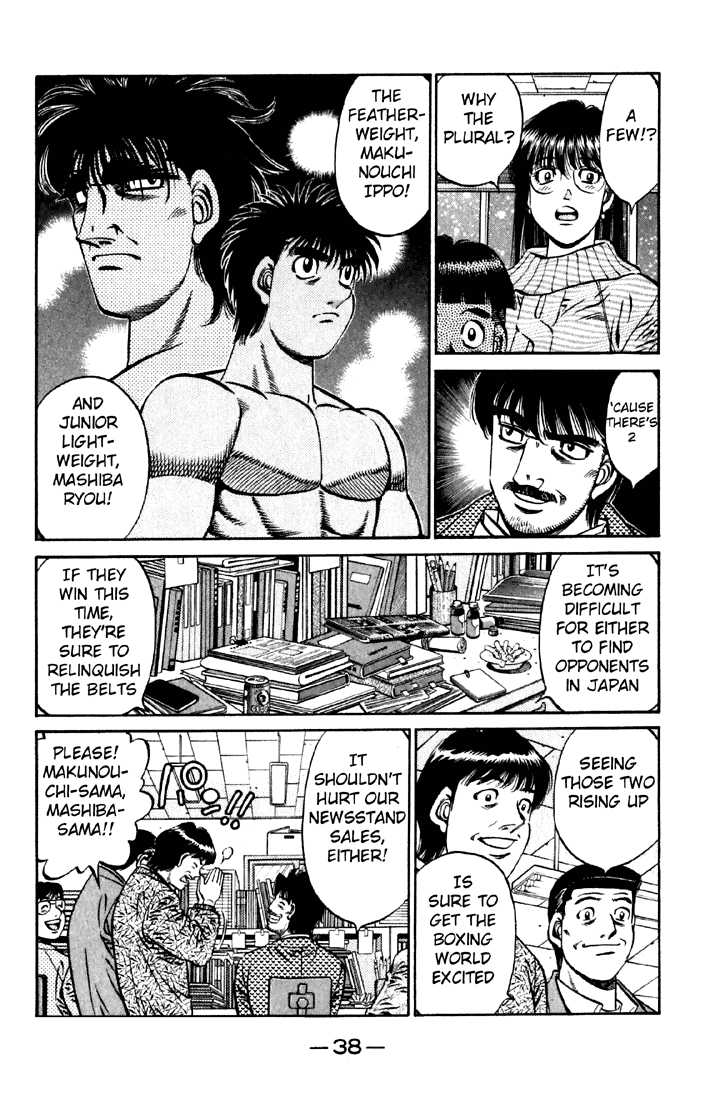 A
FEW!?
WHY
THE
PLURAL?
'CAUSE
THERE'S
2
THE
FEATHER-
WEIGHT,
MAKU-
NOUCHI
IPPO!
AND
JUNIOR
LIGHT-
WEIGHT,
MASHIBA
RYOU!
IT'S
BECOMING
DIFFICULT
FOR EITHER
TO FIND
OPPONENTS
IN JAPAN
IF THEY
WIN THIS
TIME,
THEY'RE
SURE TO
RELINQUISH
THE BELTS
SEEING
THOSE TWO
RISING UP
IS
SURE TO
GET THE
BOXING
WORLD
EXCITED
IT
SHOULDN'T
HURT OUR
NEWSSTAND
SALES,
EITHER!
PLEASE!
MAKUNOU-
CHI-SAMA,
MASHIBA-
SAMA!!
パン!!
—38—